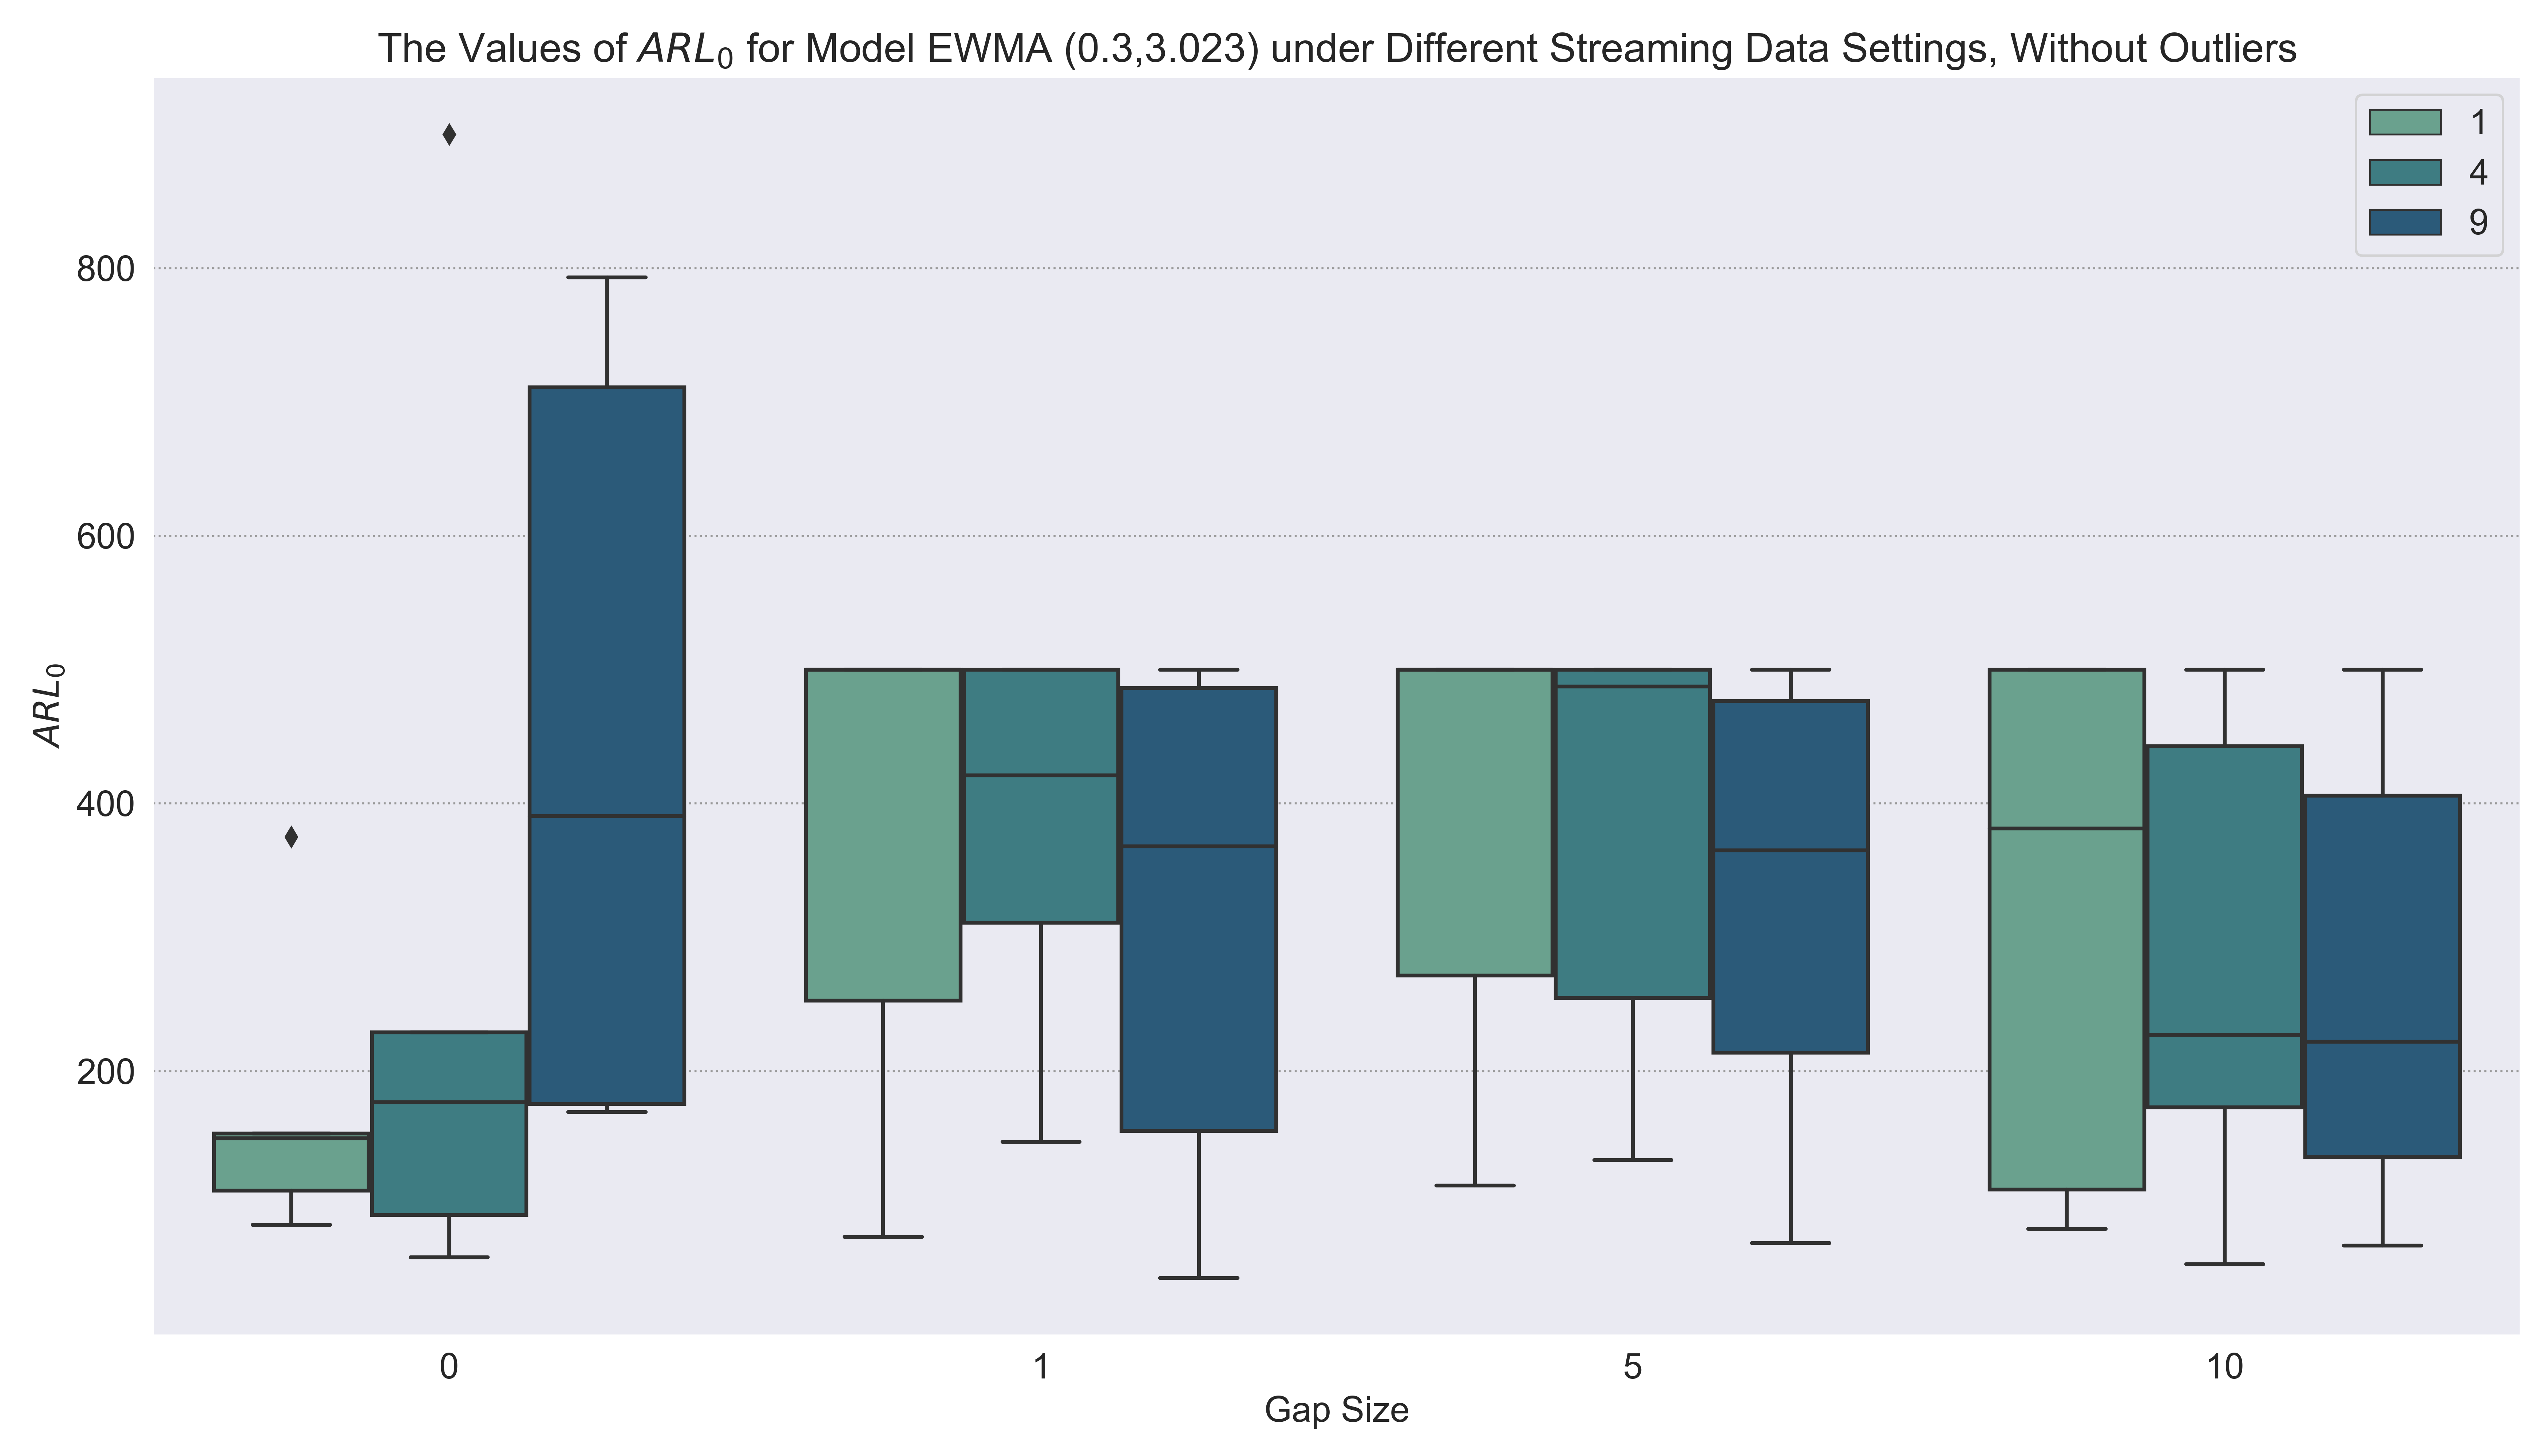 The Values of ARL₀ for Model EWMA (0.3,3.023) under Different Streaming Data Settings, Without Outliers
1
4
9
800
600
400
200
ARL₀
0 1 5 10
Gap Size